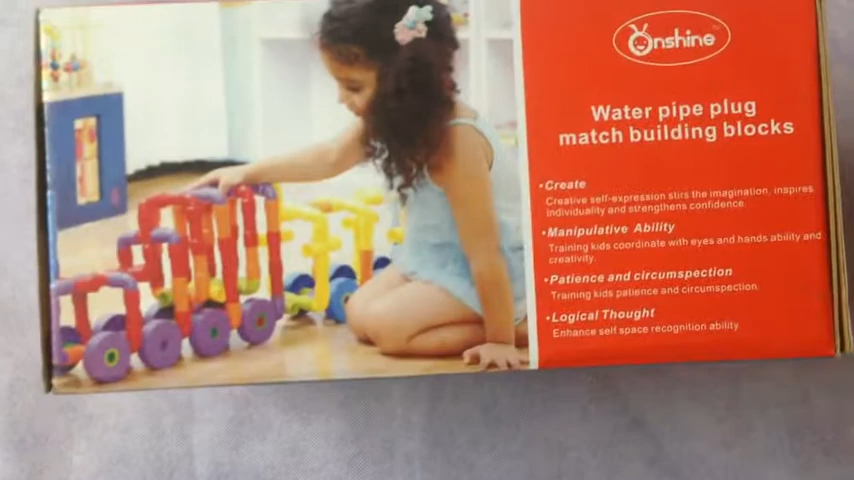 Onshine
Water pipe plug
match building blocks
•Create
Creative self-expression stirs the imagination, inspires
individuality and strengthens confidence.
•Manipulative Ability
Training kids coordination with eyes and hands ability and
creativity.
•Patience and circumspection
Training kids patience and circumspection.
•Logical Thought
Enhance self space recognition ability